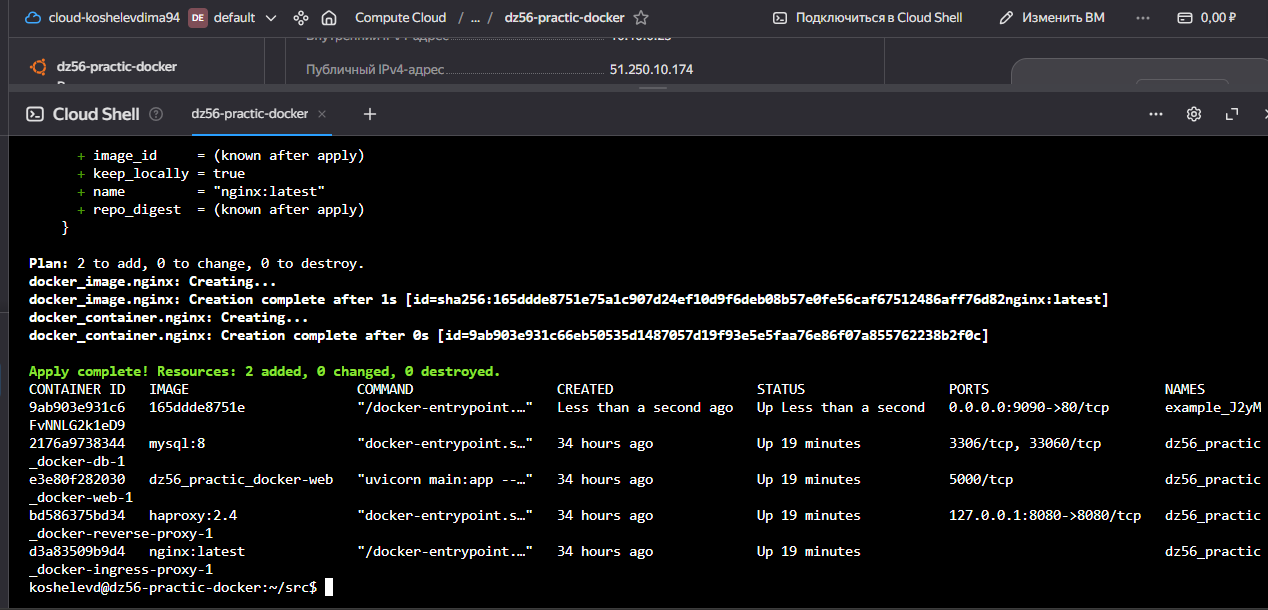 cloud-koshelevdima94 DE default Compute Cloud / ... / dz56-practic-docker Подключиться в Cloud Shell Изменить ВМ ... 0,00 ₽
Внутренний IPv4-адрес
dz56-practic-docker
Публичный IPv4-адрес 51.250.10.174
Cloud Shell dz56-practic-docker × +
+ image_id = (known after apply)
+ keep_locally = true
+ name = "nginx:latest"
+ repo_digest = (known after apply)
}
Plan: 2 to add, 0 to change, 0 to destroy.
docker_image.nginx: Creating...
docker_image.nginx: Creation complete after 1s [id=sha256:165ddde8751e75a1c907d24ef10d9f6deb08b57e0fe56caf67512486aff76d82nginx:latest]
docker_container.nginx: Creating...
docker_container.nginx: Creation complete after 0s [id=9ab903e931c66eb50535d1487057d19f93e5e5faa76e86f07a855762238b2f0c]
Apply complete! Resources: 2 added, 0 changed, 0 destroyed.
CONTAINER ID IMAGE COMMAND CREATED STATUS PORTS NAMES
9ab903e931c6 165ddde8751e "/docker-entrypoint.…" Less than a second ago Up Less than a second 0.0.0.0:9090->80/tcp example_J2yM
FvNNLG2k1eD9
2176a9738344 mysql:8 "docker-entrypoint.s…" 34 hours ago Up 19 minutes 3306/tcp, 33060/tcp dz56_practic
_docker-db-1
e3e80f282030 dz56_practic_docker-web "uvicorn main:app --…" 34 hours ago Up 19 minutes 5000/tcp dz56_practic
_docker-web-1
bd586375bd34 haproxy:2.4 "docker-entrypoint.s…" 34 hours ago Up 19 minutes 127.0.0.1:8080->8080/tcp dz56_practic
_docker-reverse-proxy-1
d3a83509b9d4 nginx:latest "/docker-entrypoint.…" 34 hours ago Up 19 minutes dz56_practic
_docker-ingress-proxy-1
koshelevd@dz56-practic-docker:~/src$